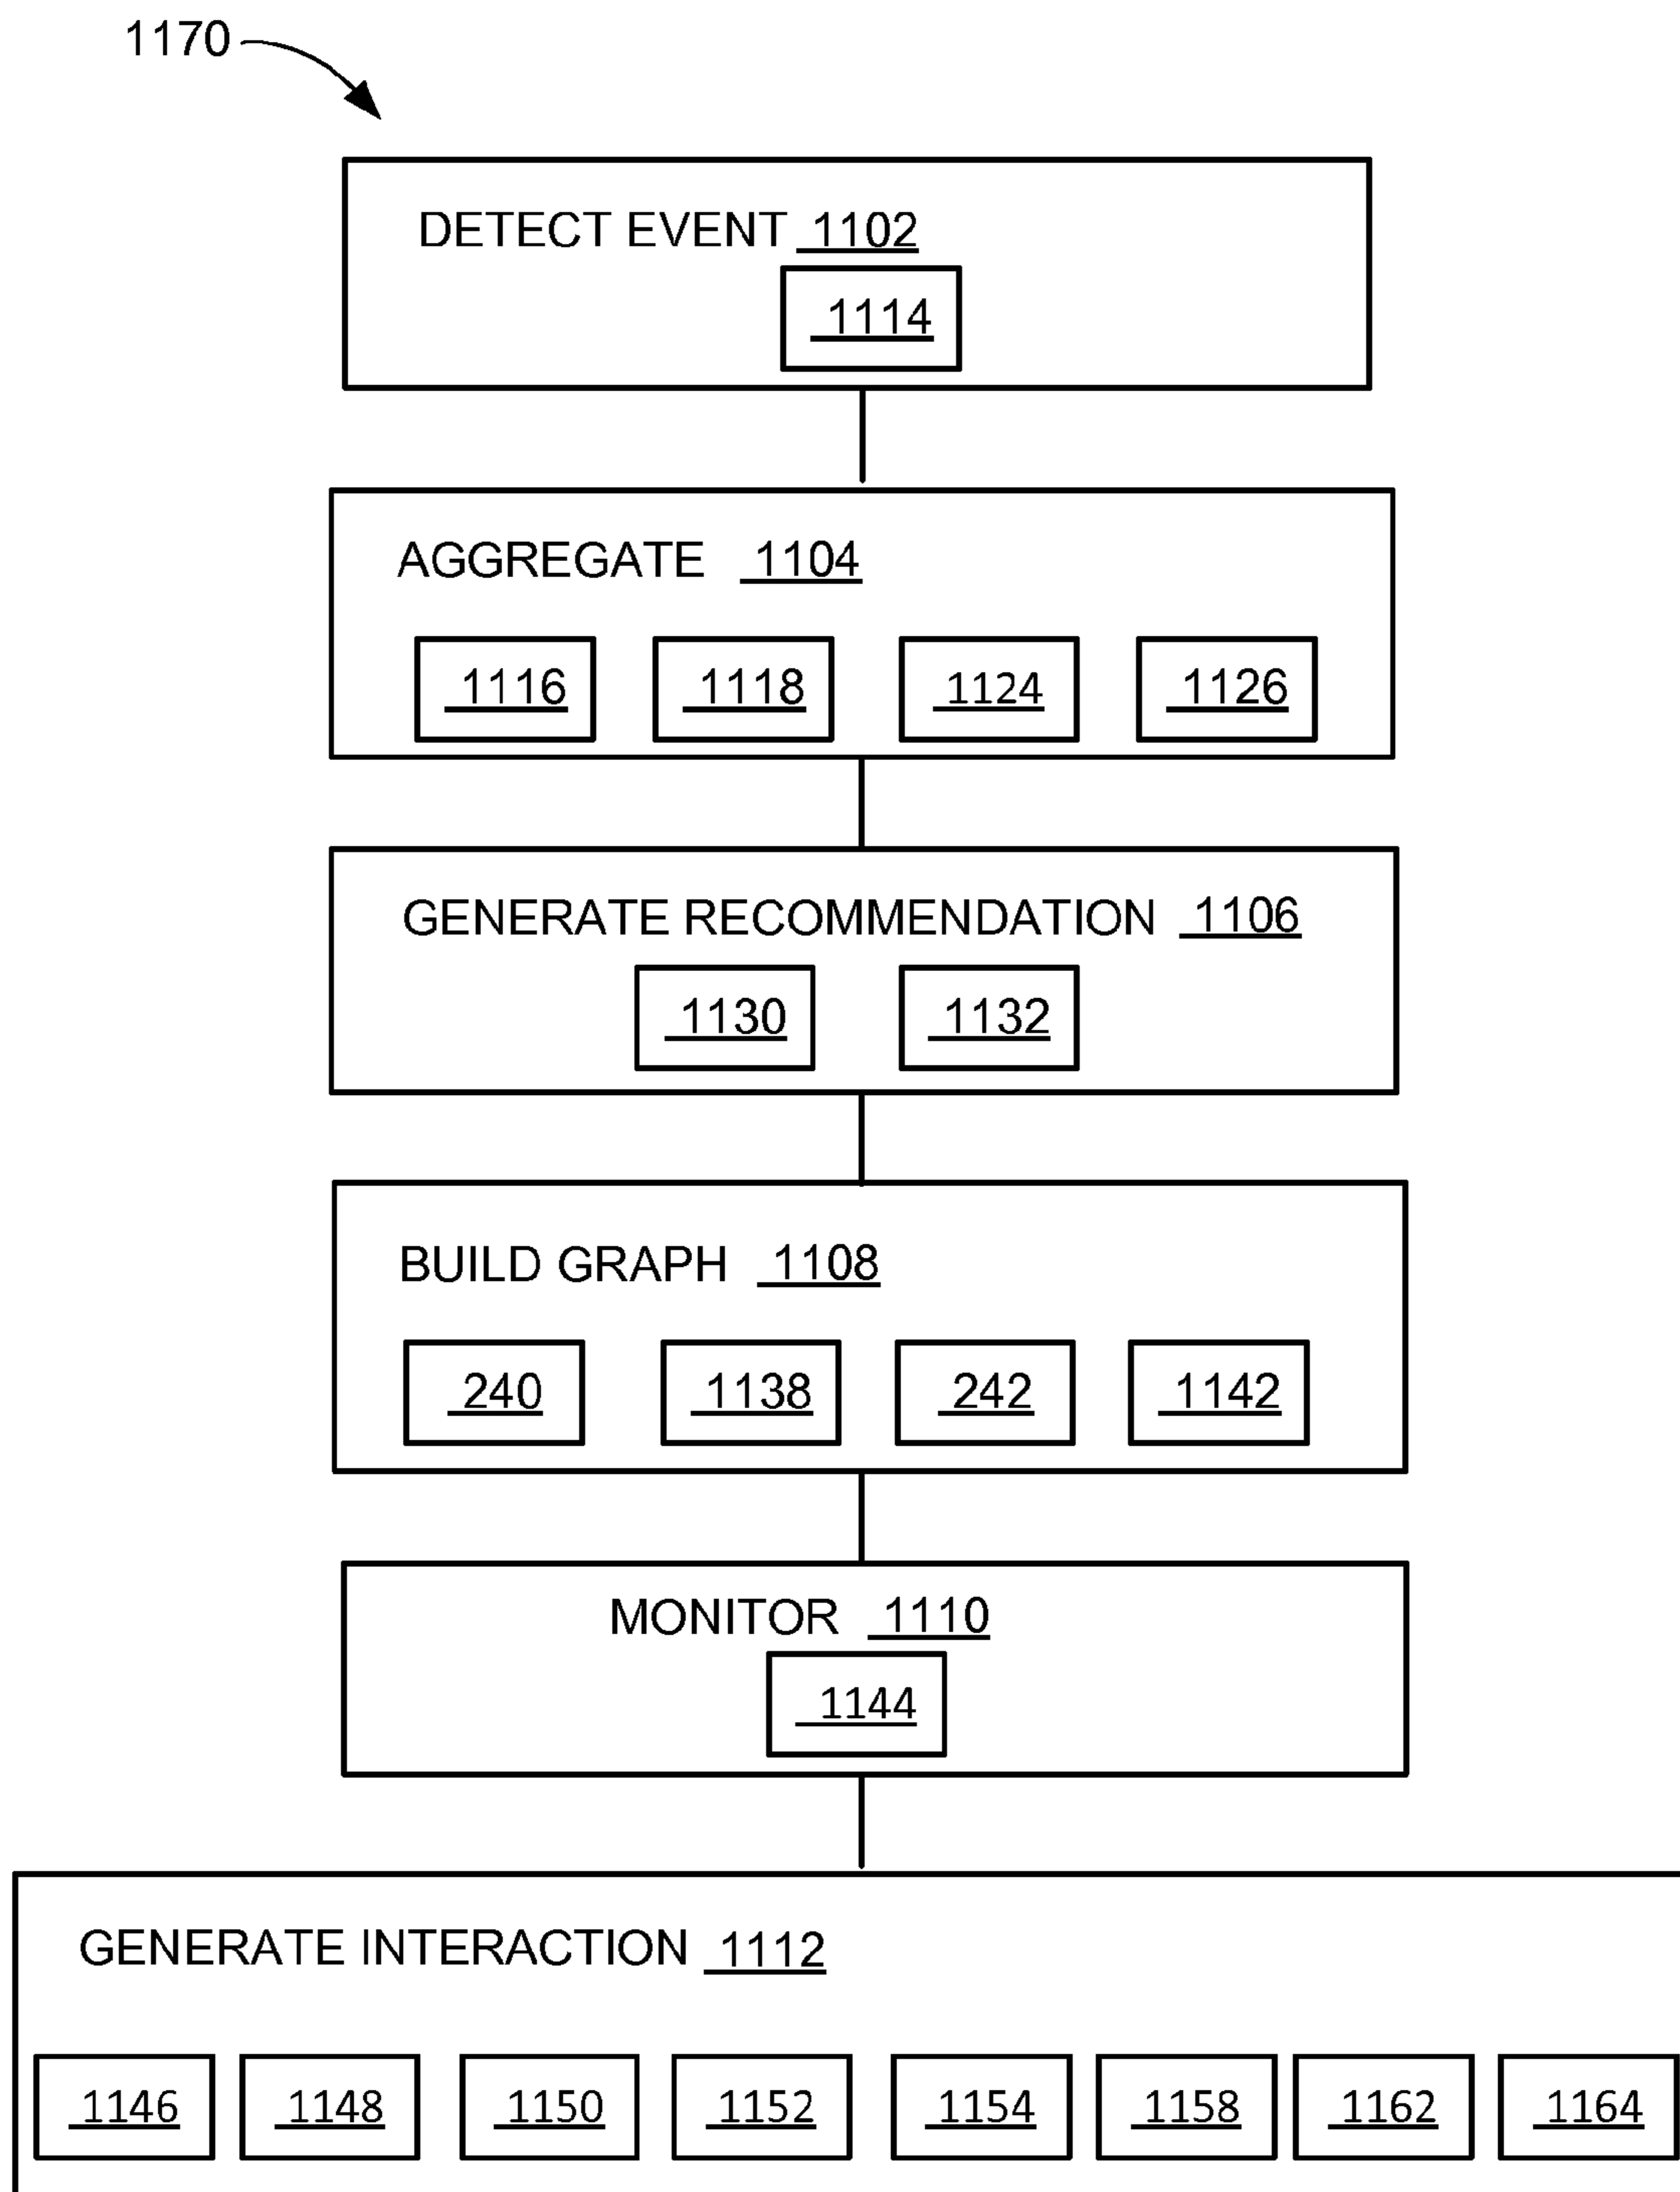 1170
DETECT EVENT 1102
1114
AGGREGATE 1104
1116 1118 1124 1126
GENERATE RECOMMENDATION 1106
1130 1132
BUILD GRAPH 1108
240 1138 242 1142
MONITOR 1110
1144
GENERATE INTERACTION 1112
1146 1148 1150 1152 1154 1158 1162 1164